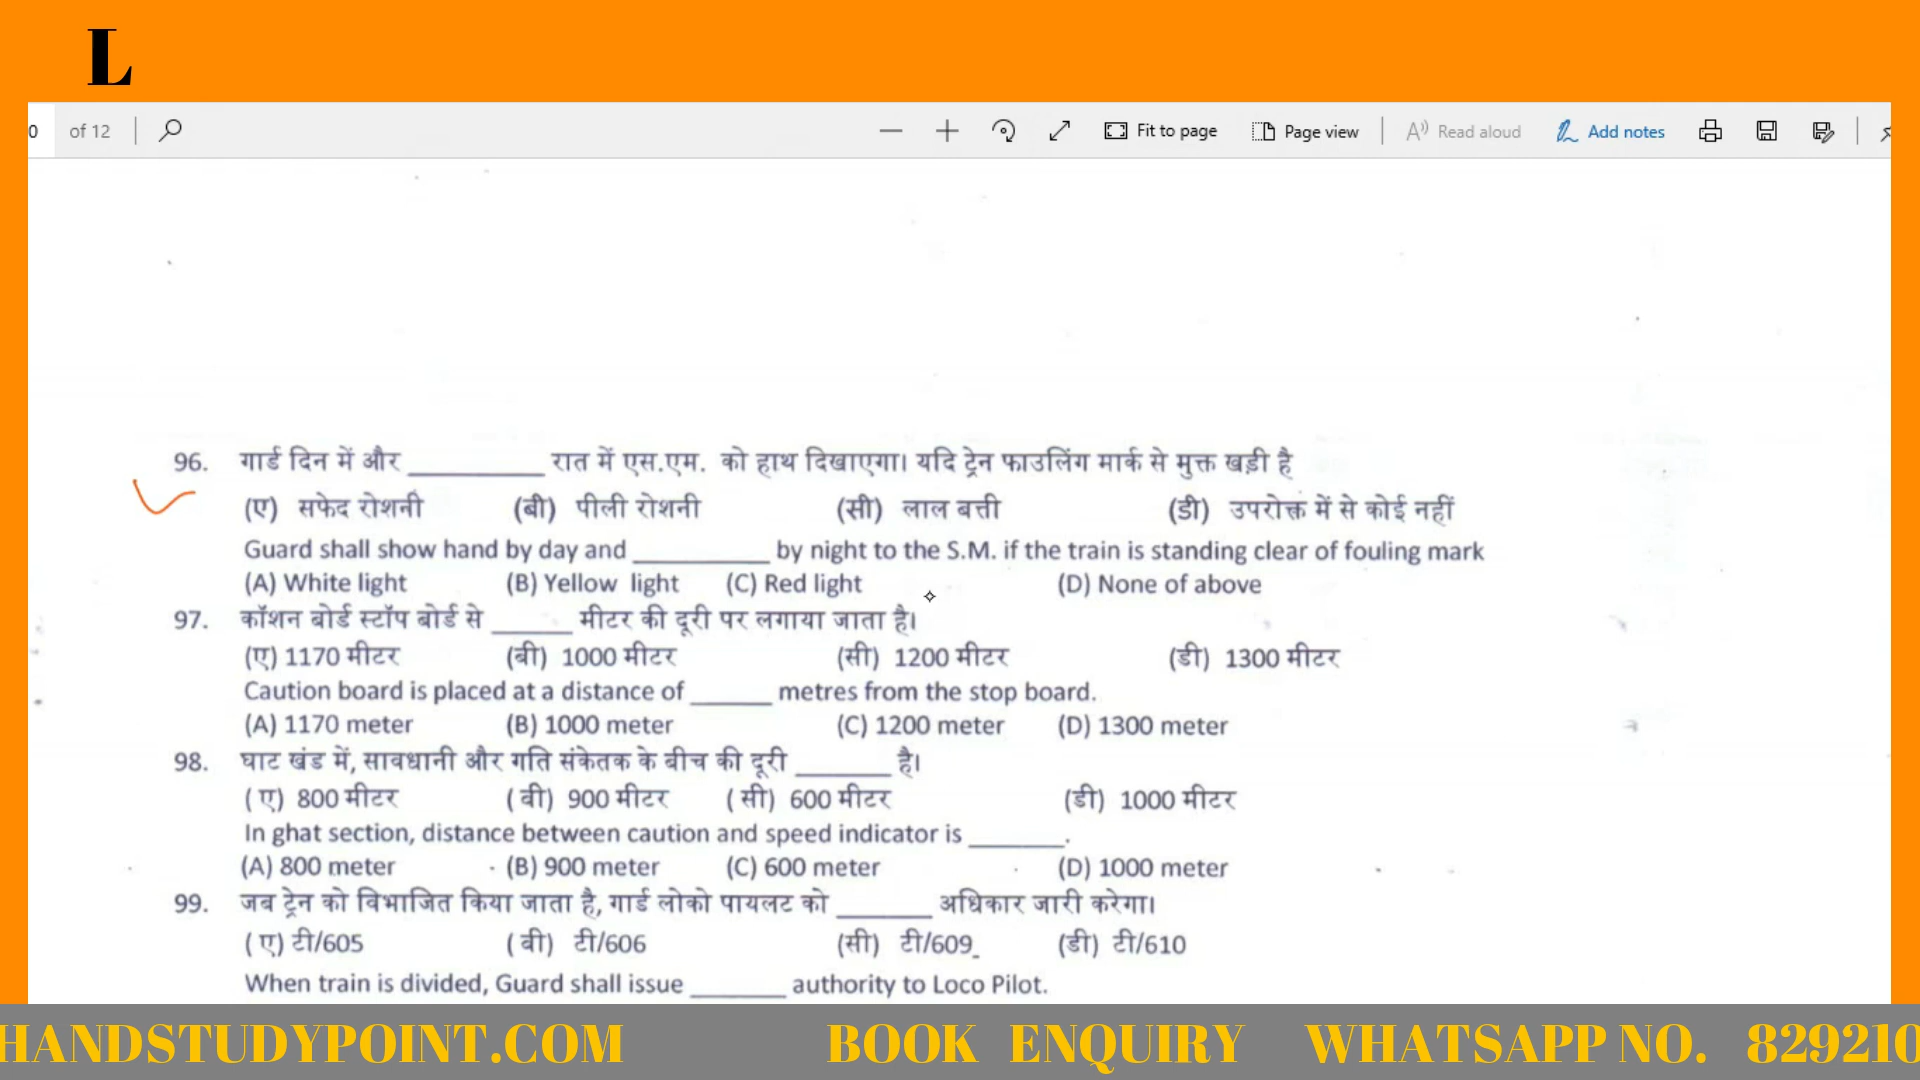 L
0 of 12 Fit to page Page view Read aloud Add notes
96. गार्ड दिन में और __________ रात में एस.एम. को हाथ दिखाएगा। यदि ट्रेन फाउलिंग मार्क से मुक्त खड़ी है
(ए) सफेद रोशनी (बी) पीली रोशनी (सी) लाल बत्ती (डी) उपरोक्त में से कोई नहीं
Guard shall show hand by day and __________ by night to the S.M. if the train is standing clear of fouling mark
(A) White light (B) Yellow light (C) Red light (D) None of above
97. कॉशन बोर्ड स्टॉप बोर्ड से ______ मीटर की दूरी पर लगाया जाता है।
(ए) 1170 मीटर (बी) 1000 मीटर (सी) 1200 मीटर (डी) 1300 मीटर
Caution board is placed at a distance of ______ metres from the stop board.
(A) 1170 meter (B) 1000 meter (C) 1200 meter (D) 1300 meter
98. घाट खंड में, सावधानी और गति संकेतक के बीच की दूरी _______ है।
( ए) 800 मीटर ( बी) 900 मीटर ( सी) 600 मीटर (डी) 1000 मीटर
In ghat section, distance between caution and speed indicator is _______.
(A) 800 meter (B) 900 meter (C) 600 meter (D) 1000 meter
99. जब ट्रेन को विभाजित किया जाता है, गार्ड लोको पायलट को _______ अधिकार जारी करेगा।
( ए) टी/605 ( बी) टी/606 (सी) टी/609 (डी) टी/610
When train is divided, Guard shall issue _______ authority to Loco Pilot.
HANDSTUDYPOINT.COM BOOK ENQUIRY WHATSAPP NO. 829210